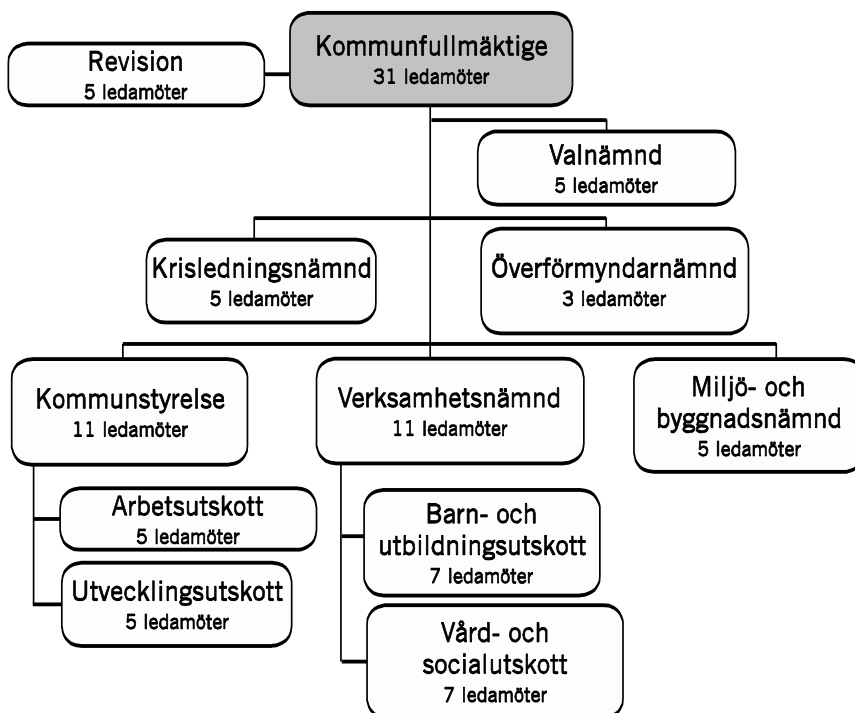 Kommunfullmäktige
31 ledamöter
Revision
5 ledamöter
Valnämnd
5 ledamöter
Krisledningsnämnd
5 ledamöter
Överförmyndarnämnd
3 ledamöter
Kommunstyrelse
11 ledamöter
Verksamhetsnämnd
11 ledamöter
Miljö- och
byggnadsnämnd
5 ledamöter
Arbetsutskott
5 ledamöter
Utvecklingsutskott
5 ledamöter
Barn- och
utbildningsutskott
7 ledamöter
Vård- och
socialutskott
7 ledamöter